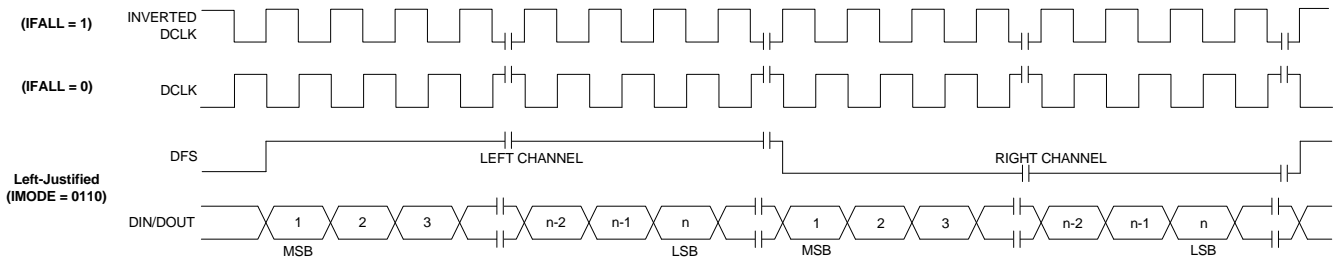 (IFALL = 1)
INVERTED
DCLK
(IFALL = 0)
DCLK
DFS
LEFT CHANNEL
RIGHT CHANNEL
Left-Justified
(IMODE = 0110)
DIN/DOUT
1 2 3 n-2 n-1 n 1 2 3 n-2 n-1 n
MSB LSB MSB LSB